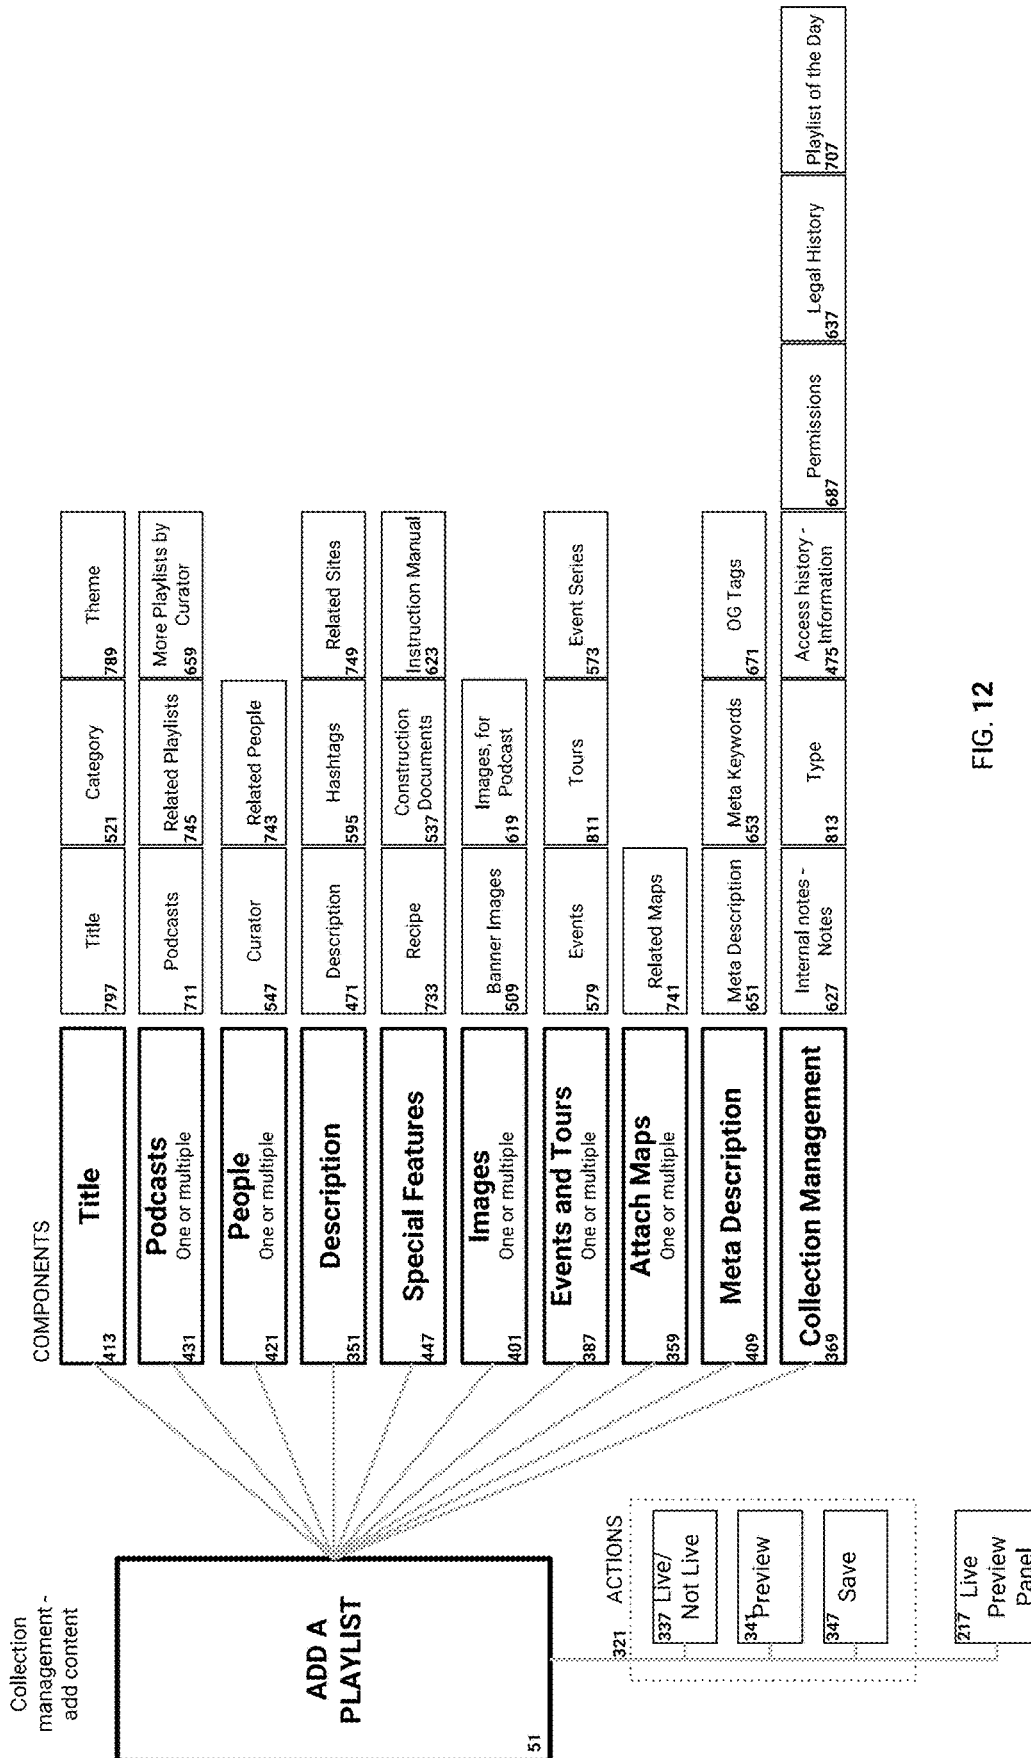 Collection
management -
add content
ADD A
PLAYLIST
51
COMPONENTS
Title
413
Title
797
Category
521
Theme
789
Podcasts
One or multiple
431
Podcasts
711
Related Playlists
745
More Playlists by
Curator
659
People
One or multiple
421
Curator
547
Related People
743
Description
351
Description
471
Hashtags
595
Related Sites
749
Special Features
447
Recipe
733
Construction
Documents
537
Instruction Manual
623
Images
One or multiple
401
Banner Images
509
Images, for
Podcast
619
Events and Tours
One or multiple
387
Events
579
Tours
811
Event Series
573
Attach Maps
One or multiple
359
Related Maps
741
Meta Description
409
Meta Description
651
Meta Keywords
653
OG Tags
671
Collection Management
369
Internal notes -
Notes
627
Type
813
Access history -
Information
475
Permissions
687
Legal History
637
Playlist of the Day
707
321
ACTIONS
337 Live/
Not Live
341
Preview
347
Save
217 Live
Preview
Panel
FIG. 12